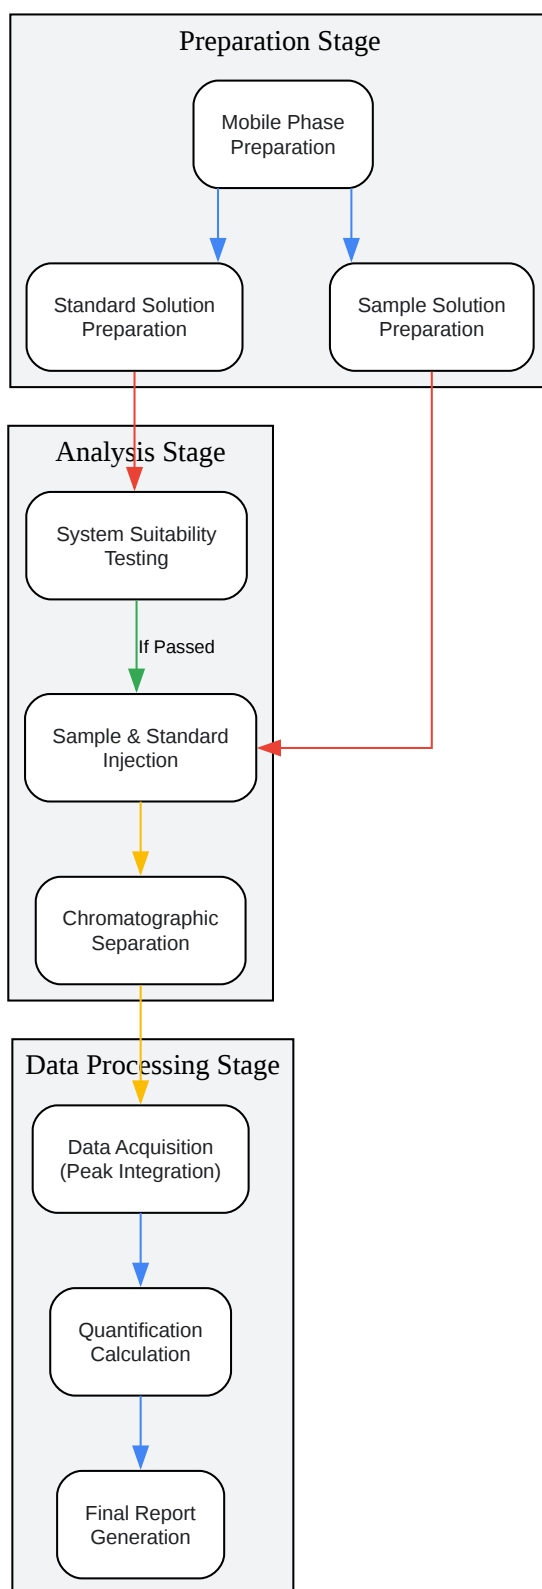 Preparation Stage
Mobile Phase
Preparation
Standard Solution
Preparation
Sample Solution
Preparation
Analysis Stage
System Suitability
Testing
If Passed
Sample & Standard
Injection
Chromatographic
Separation
Data Processing Stage
Data Acquisition
(Peak Integration)
Quantification
Calculation
Final Report
Generation